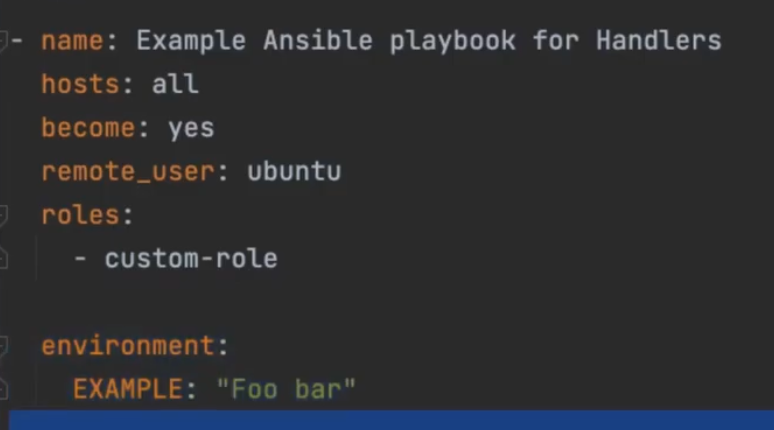 - name: Example Ansible playbook for Handlers
  hosts: all
  become: yes
  remote_user: ubuntu
  roles:
    - custom-role

  environment:
    EXAMPLE: "Foo bar"